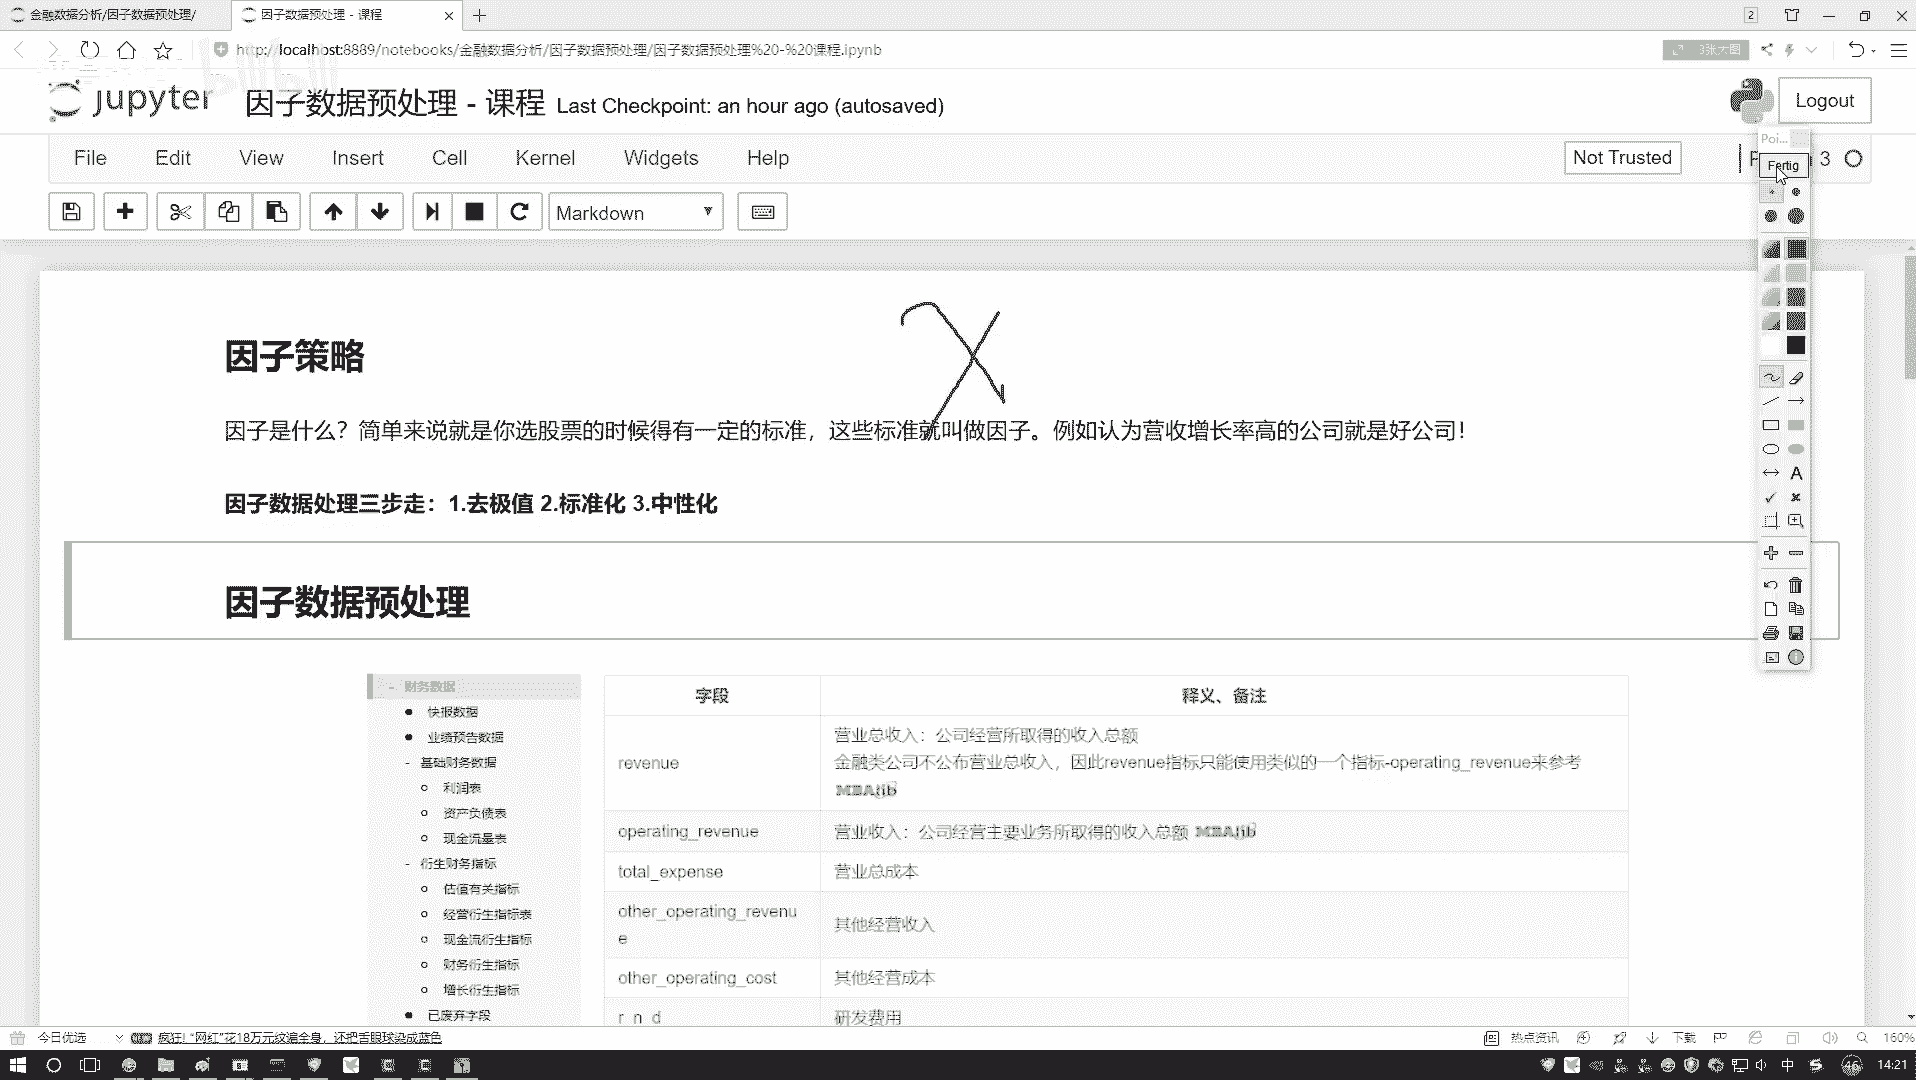 金融数据分析/因子数据预处理/
因子数据预处理 - 课程
2
http://localhost:8889/notebooks/金融数据分析/因子数据预处理/因子数据预处理%20-%20课程.ipynb
3张大图
bilibili
jupyter 因子数据预处理 - 课程 Last Checkpoint: an hour ago (autosaved)
Logout
File Edit View Insert Cell Kernel Widgets Help
Not Trusted
3
Poi...
Fertig
Markdown
X
因子策略
因子是什么？简单来说就是你选股票的时候得有一定的标准，这些标准就叫做因子。例如认为营收增长率高的公司就是好公司！
因子数据处理三步走：1.去极值 2.标准化 3.中性化
A
因子数据预处理
- 财务数据
快报数据
业绩预告数据
- 基础财务数据
利润表
资产负债表
现金流量表
- 衍生财务指标
估值有关指标
经营衍生指标表
现金流衍生指标
财务衍生指标
增长衍生指标
已废弃字段
字段 释义、备注
revenue 营业总收入：公司经营所取得的收入总额
金融类公司不公布营业总收入，因此revenue指标只能使用类似的一个指标-operating_revenue来参考
MBAlib
operating_revenue 营业收入：公司经营主要业务所取得的收入总额 MBAlib
total_expense 营业总成本
other_operating_revenu
e 其他经营收入
other_operating_cost 其他经营成本
r_n_d 研发费用
今日优选
疯狂! “网红”花18万元纹遍全身，还把舌眼球染成蓝色
热点资讯
下载
160%
中
46
14:21